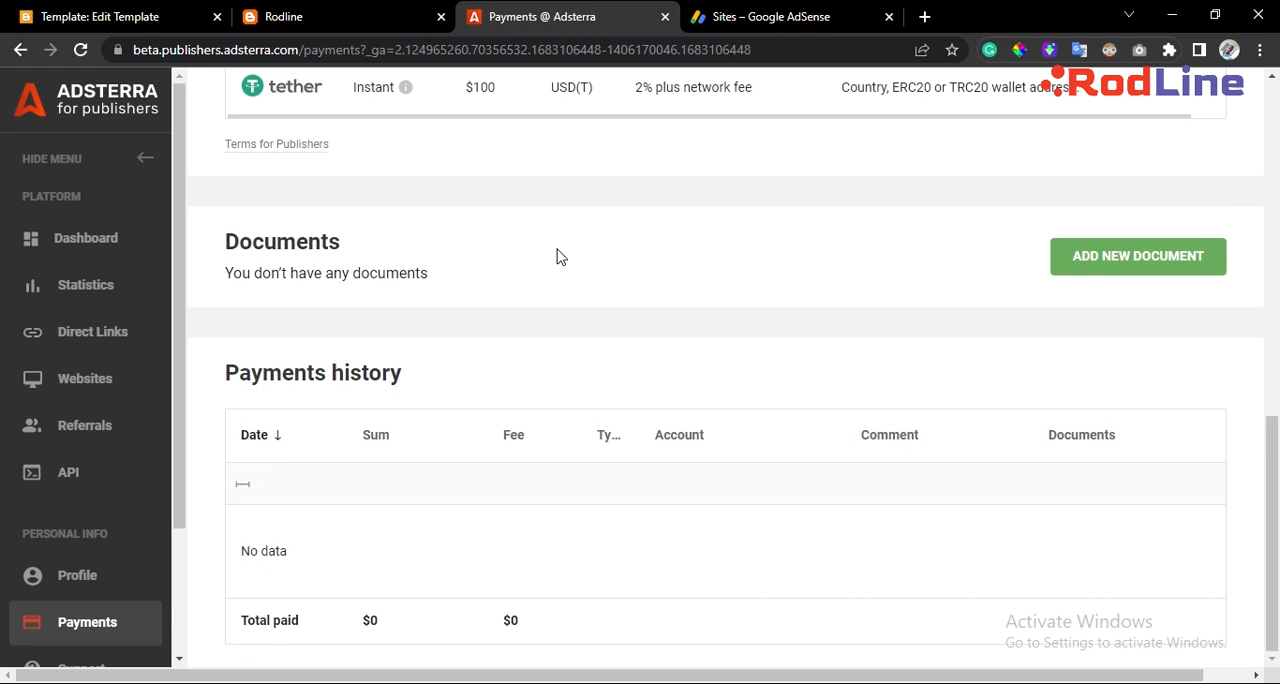 Template: Edit Template
Rodline
Payments @ Adsterra
Sites – Google AdSense
beta.publishers.adsterra.com/payments?_ga=2.124965260.70356532.1683106448-1406170046.1683106448
ADSTERRA
for publishers
HIDE MENU
PLATFORM
Dashboard
Statistics
Direct Links
Websites
Referrals
API
PERSONAL INFO
Profile
Payments
Support
RodLine
tether Instant $100 USD(T) 2% plus network fee Country, ERC20 or TRC20 wallet address
Terms for Publishers
Documents
You don't have any documents
ADD NEW DOCUMENT
Payments history
Date ↓ Sum Fee Ty... Account Comment Documents
No data
Total paid $0 $0
Activate Windows
Go to Settings to activate Windows.